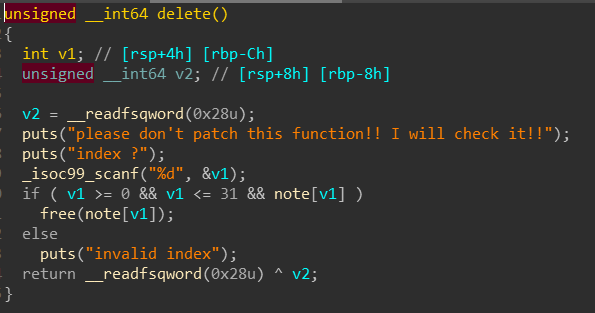 unsigned __int64 delete()
{
  int v1; // [rsp+4h] [rbp-Ch]
  unsigned __int64 v2; // [rsp+8h] [rbp-8h]

  v2 = __readfsqword(0x28u);
  puts("please don't patch this function!! I will check it!!");
  puts("index ?");
  _isoc99_scanf("%d", &v1);
  if ( v1 >= 0 && v1 <= 31 && note[v1] )
    free(note[v1]);
  else
    puts("invalid index");
  return __readfsqword(0x28u) ^ v2;
}